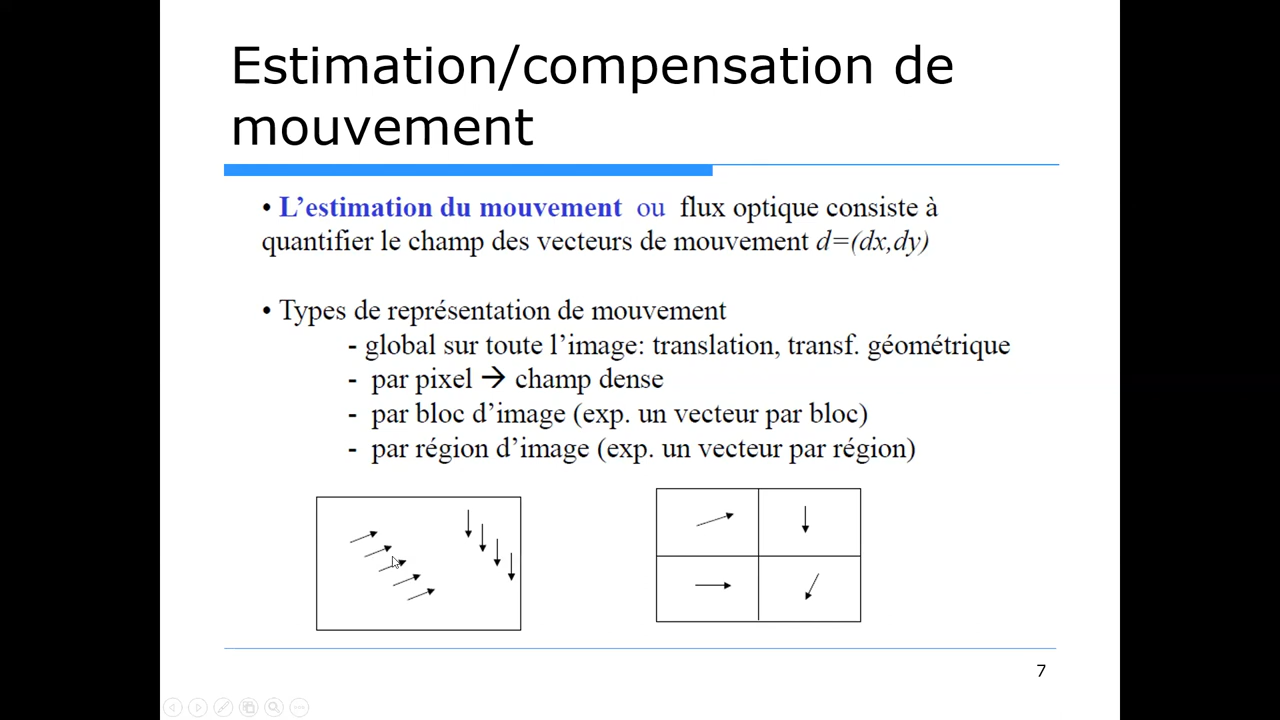 Estimation/compensation de
mouvement
• L’estimation du mouvement ou flux optique consiste à
quantifier le champ des vecteurs de mouvement d=(dx,dy)
• Types de représentation de mouvement
- global sur toute l’image: translation, transf. géométrique
- par pixel → champ dense
- par bloc d’image (exp. un vecteur par bloc)
- par région d’image (exp. un vecteur par région)
7